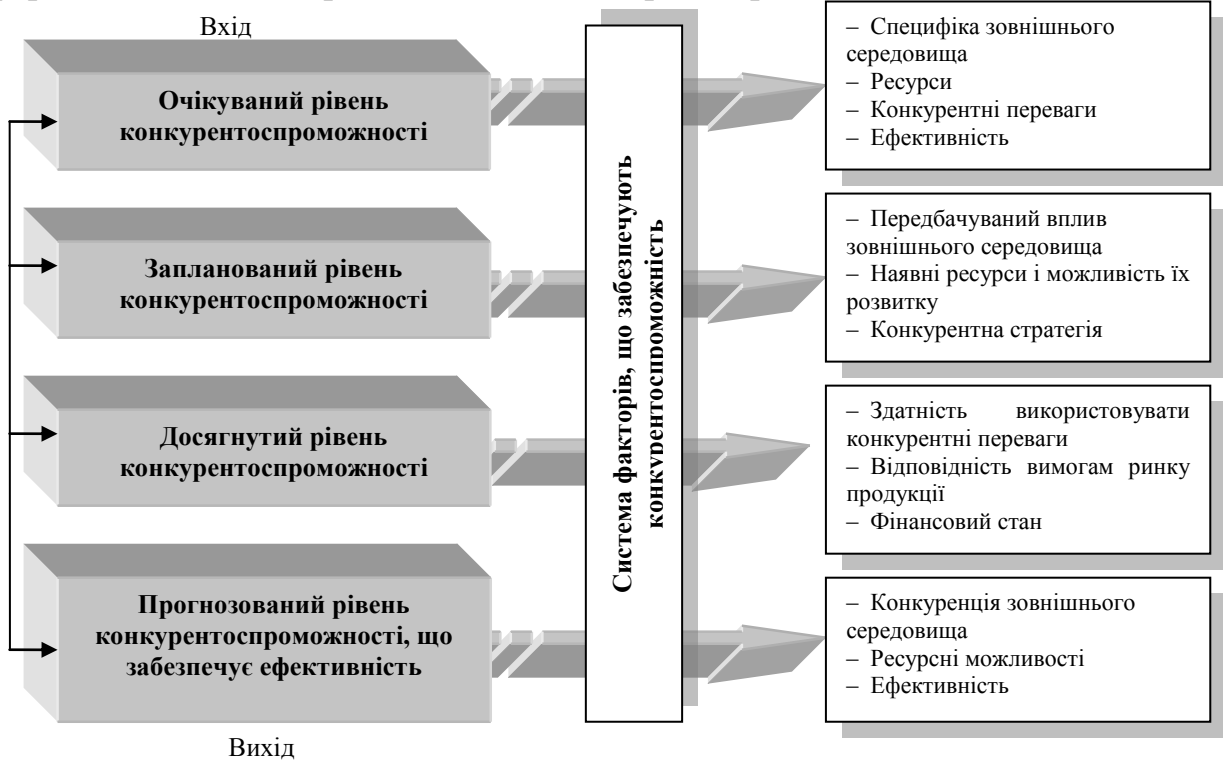 Вхід
Очікуваний рівень
конкурентоспроможності
Запланований рівень
конкурентоспроможності
Досягнутий рівень
конкурентоспроможності
Прогнозований рівень
конкурентоспроможності, що
забезпечує ефективність
Вихід
Система факторів, що забезпечують
конкурентоспроможність
– Специфіка зовнішнього
середовища
– Ресурси
– Конкурентні переваги
– Ефективність
– Передбачуваний вплив
зовнішнього середовища
– Наявні ресурси і можливість їх
розвитку
– Конкурентна стратегія
– Здатність використовувати
конкурентні переваги
– Відповідність вимогам ринку
продукції
– Фінансовий стан
– Конкуренція зовнішнього
середовища
– Ресурсні можливості
– Ефективність